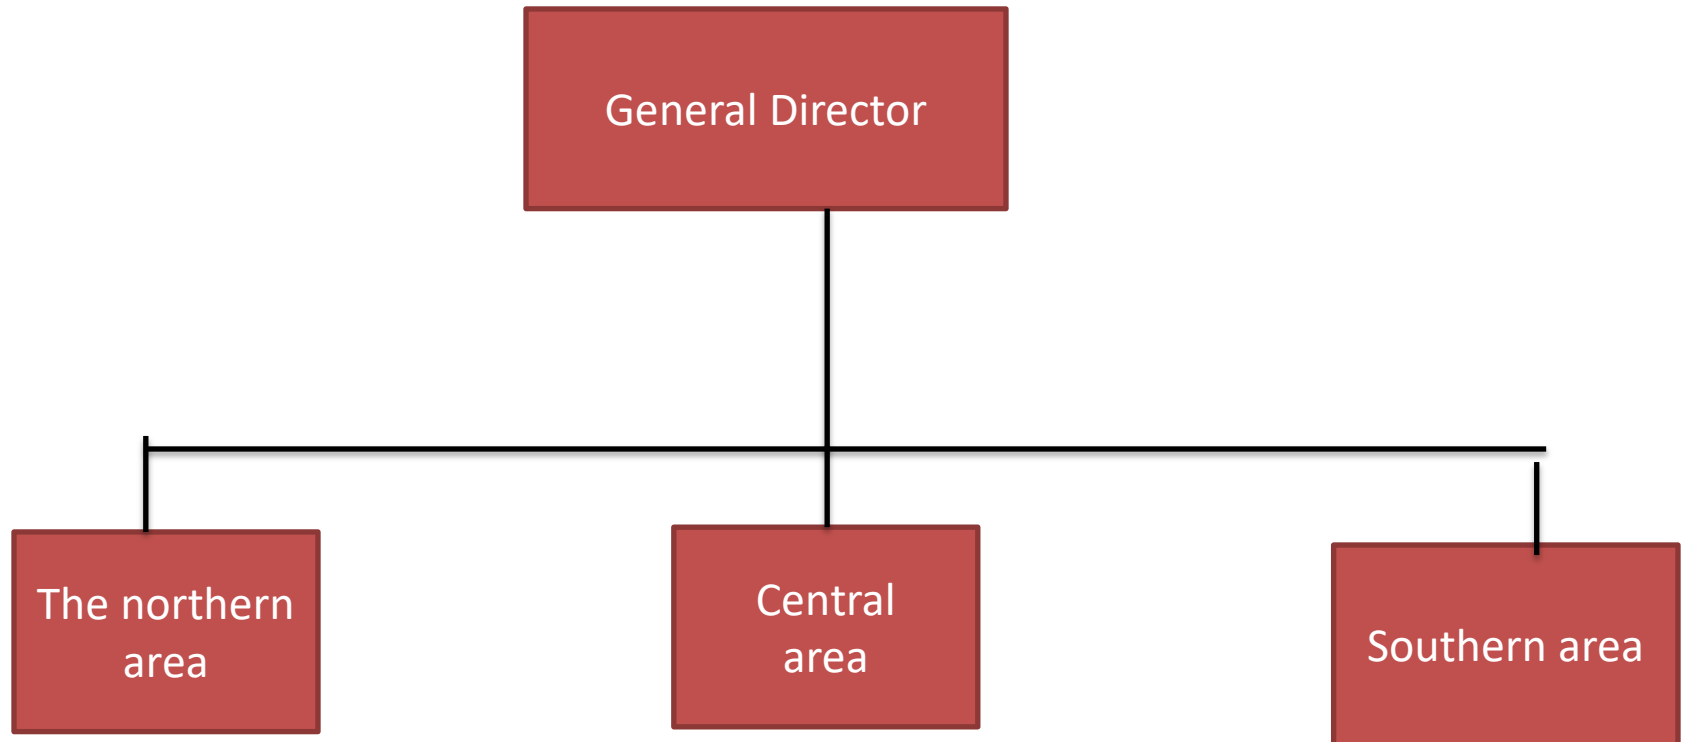 General Director
The northern
area
Central
area
Southern area